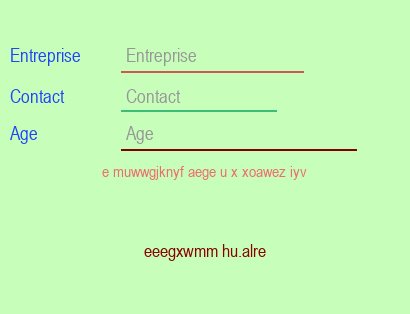 Entreprise Entreprise
Contact Contact
Age Age
e muwwgjknyf aege u x xoawez iyv
eeegxwmm hu.alre